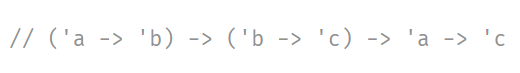 // ('a -> 'b) -> ('b -> 'c) -> 'a -> 'c